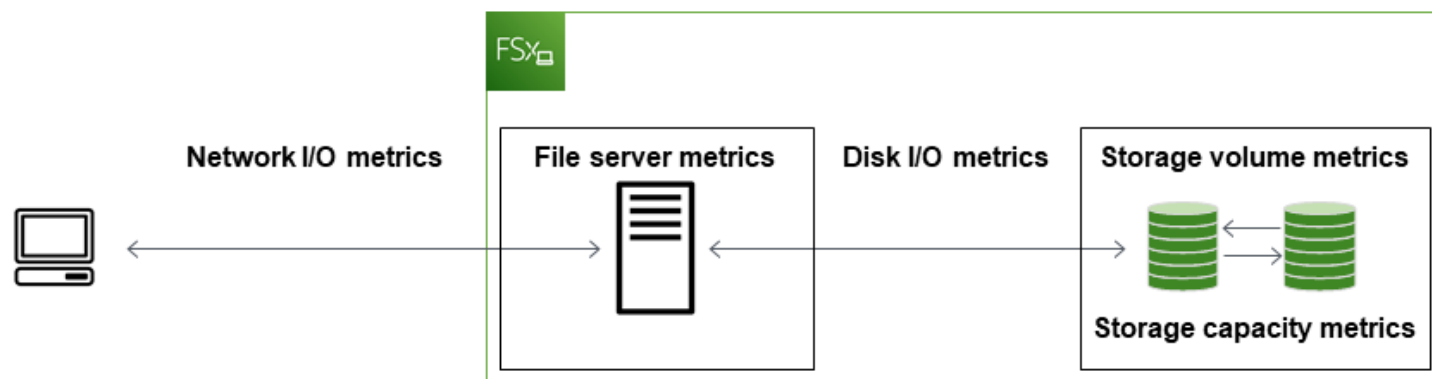 FSx
Network I/O metrics
File server metrics
Disk I/O metrics
Storage volume metrics
Storage capacity metrics